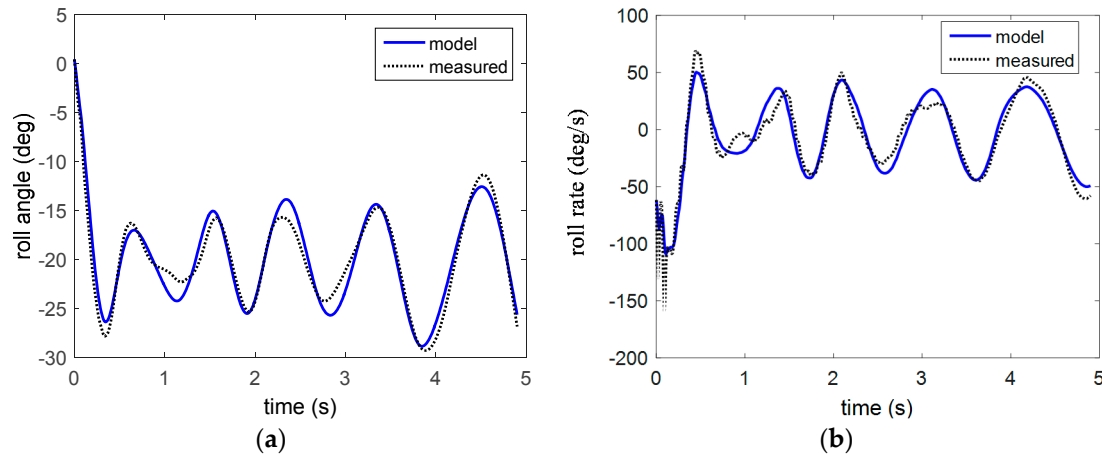 5
0
-5
-10
-15
-20
-25
-30
roll angle (deg)
model
measured
0 1 2 3 4 5
time (s)
(a)
100
50
0
-50
-100
-150
-200
roll rate (deg/s)
model
measured
0 1 2 3 4 5
time (s)
(b)